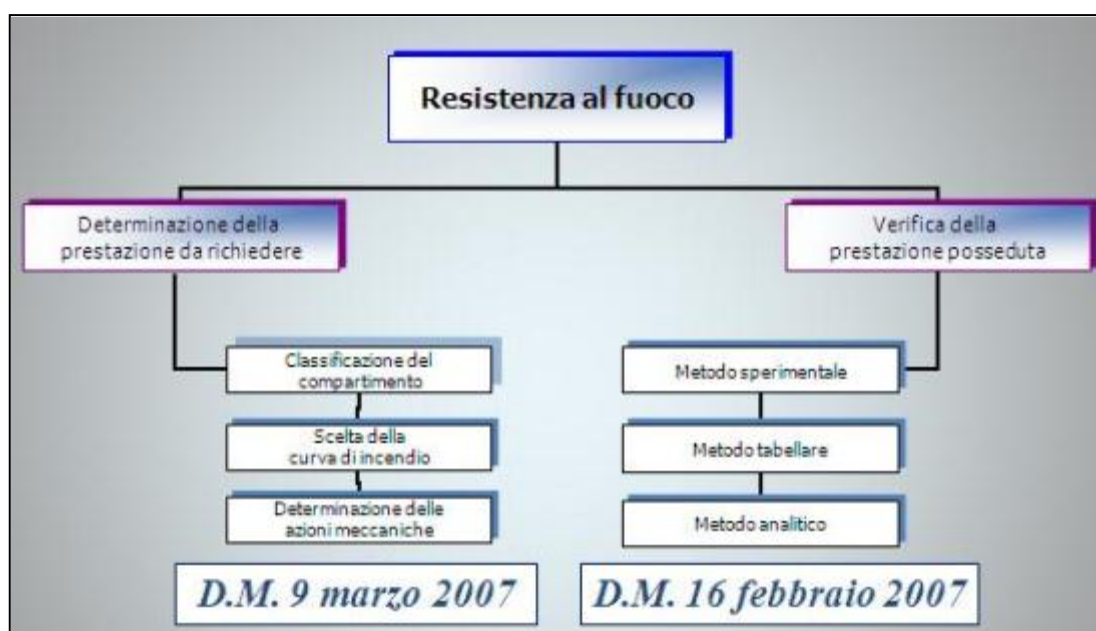 Resistenza al fuoco
Determinazione della
prestazione da richiedere
Classificazione del
compartimento
Scelta della
curva di incendio
Determinazione delle
azioni meccaniche
D.M. 9 marzo 2007
Verifica della
prestazione posseduta
Metodo sperimentale
Metodo tabellare
Metodo analitico
D.M. 16 febbraio 2007